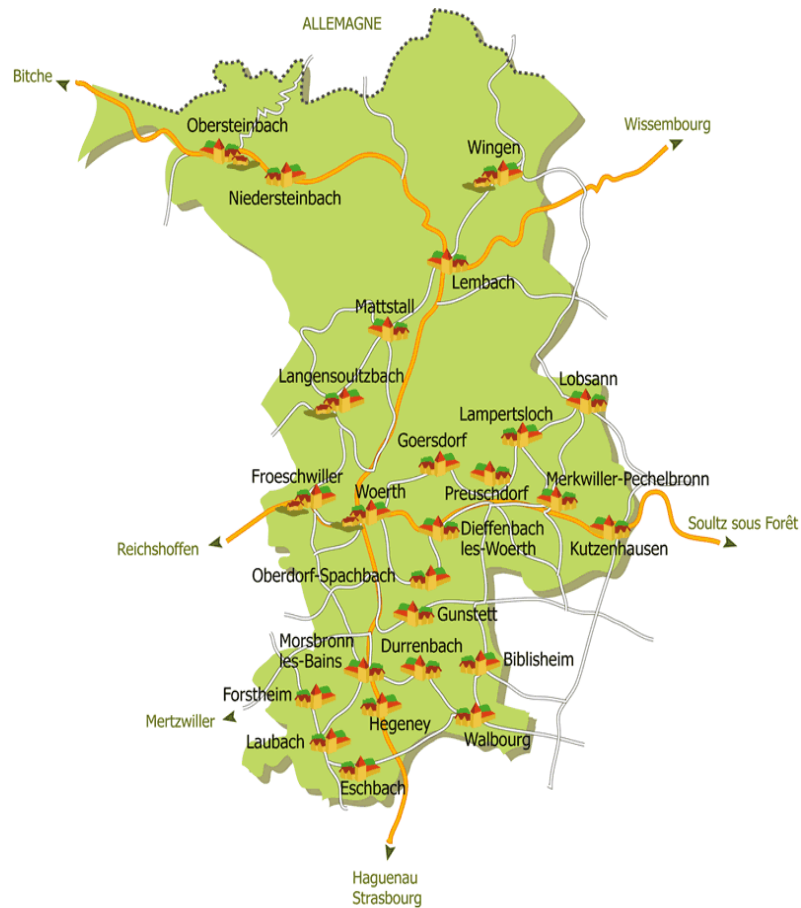 ALLEMAGNE
Bitche
Obersteinbach
Wissembourg
Wingen
Niedersteinbach
Lembach
Mattstall
Langensoultzbach
Lobsann
Lampertsloch
Goersdorf
Froeschwiller
Woerth
Preuschdorf
Merkwiller-Pechelbronn
Soultz sous Forêt
Reichshoffen
Dieffenbach
les-Woerth
Kutzenhausen
Oberdorf-Spachbach
Gunstett
Morsbronn
les-Bains
Durrenbach
Biblisheim
Forstheim
Mertzwiller
Hegeney
Laubach
Walbourg
Eschbach
Haguenau
Strasbourg